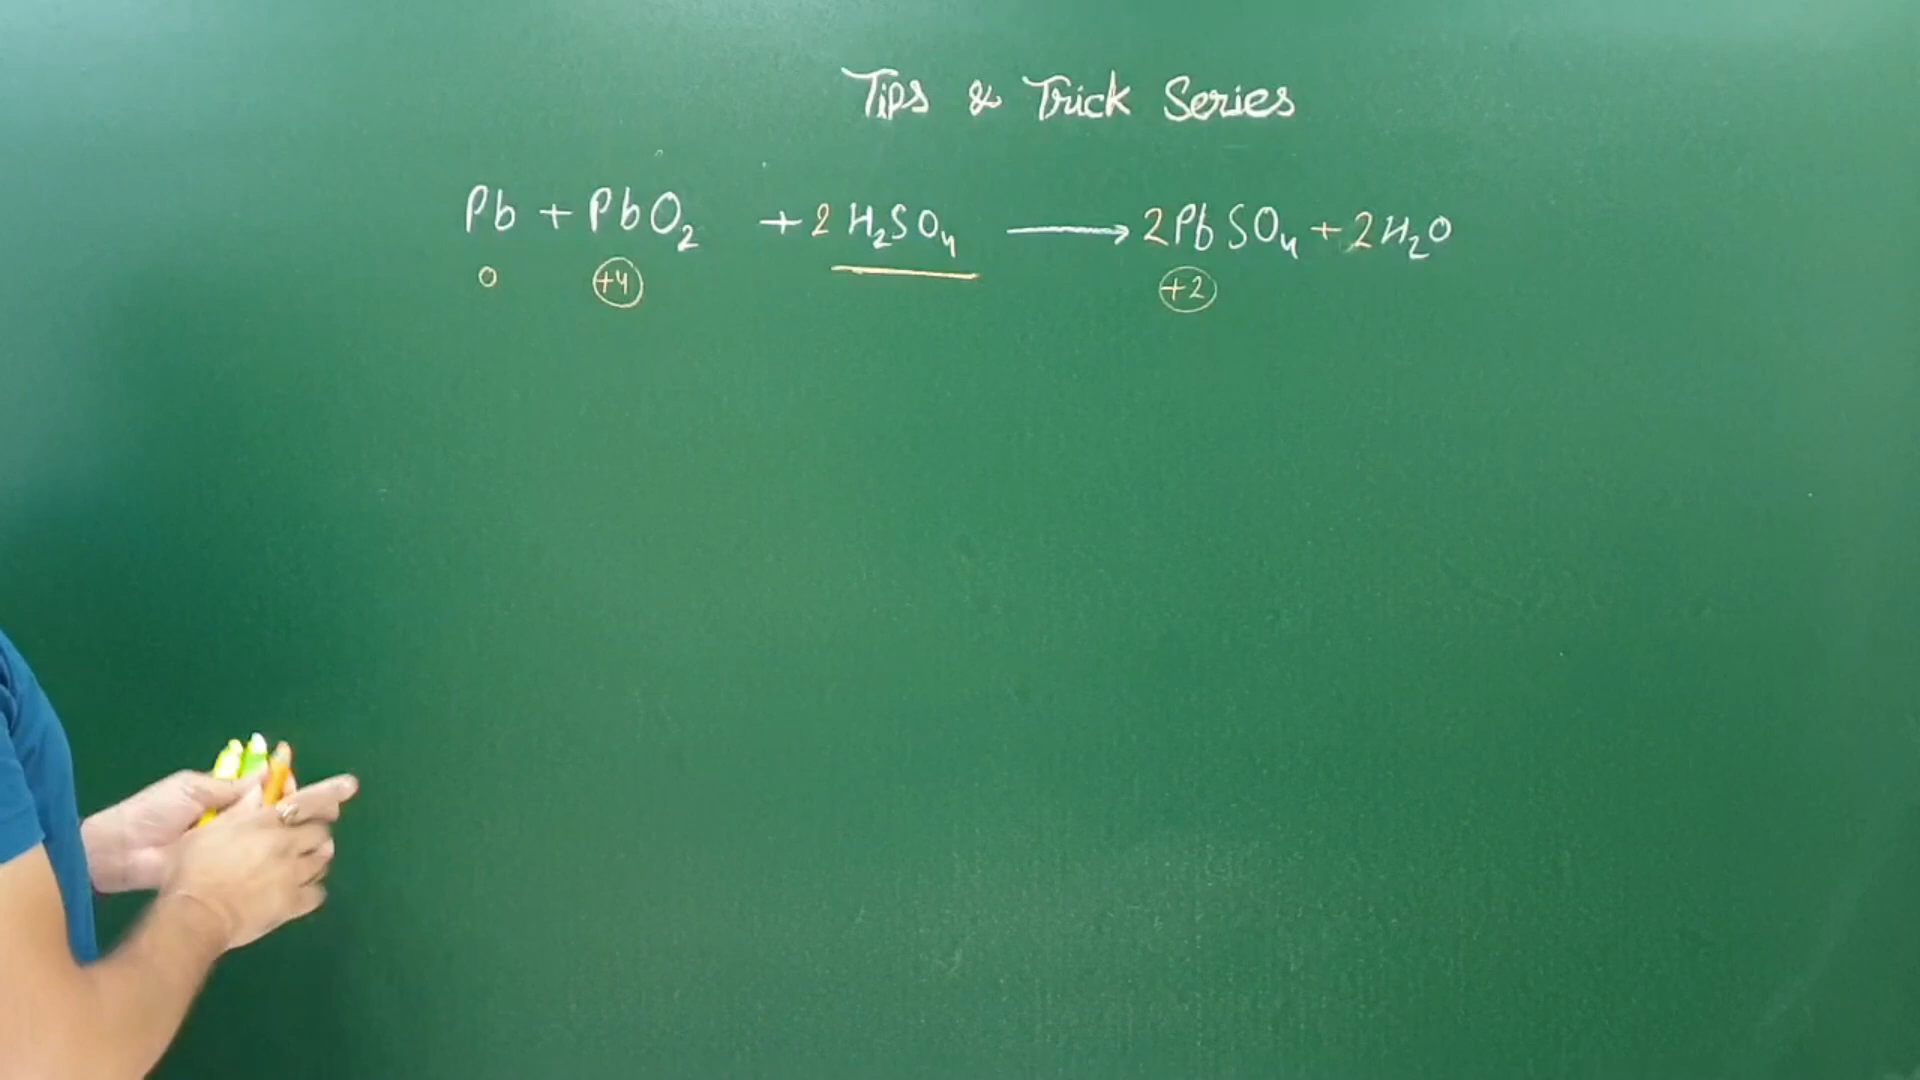 Tips & Trick Series
Pb + PbO₂ + 2 H₂SO₄ ⟶ 2PbSO₄ + 2H₂O
0 +4 +2